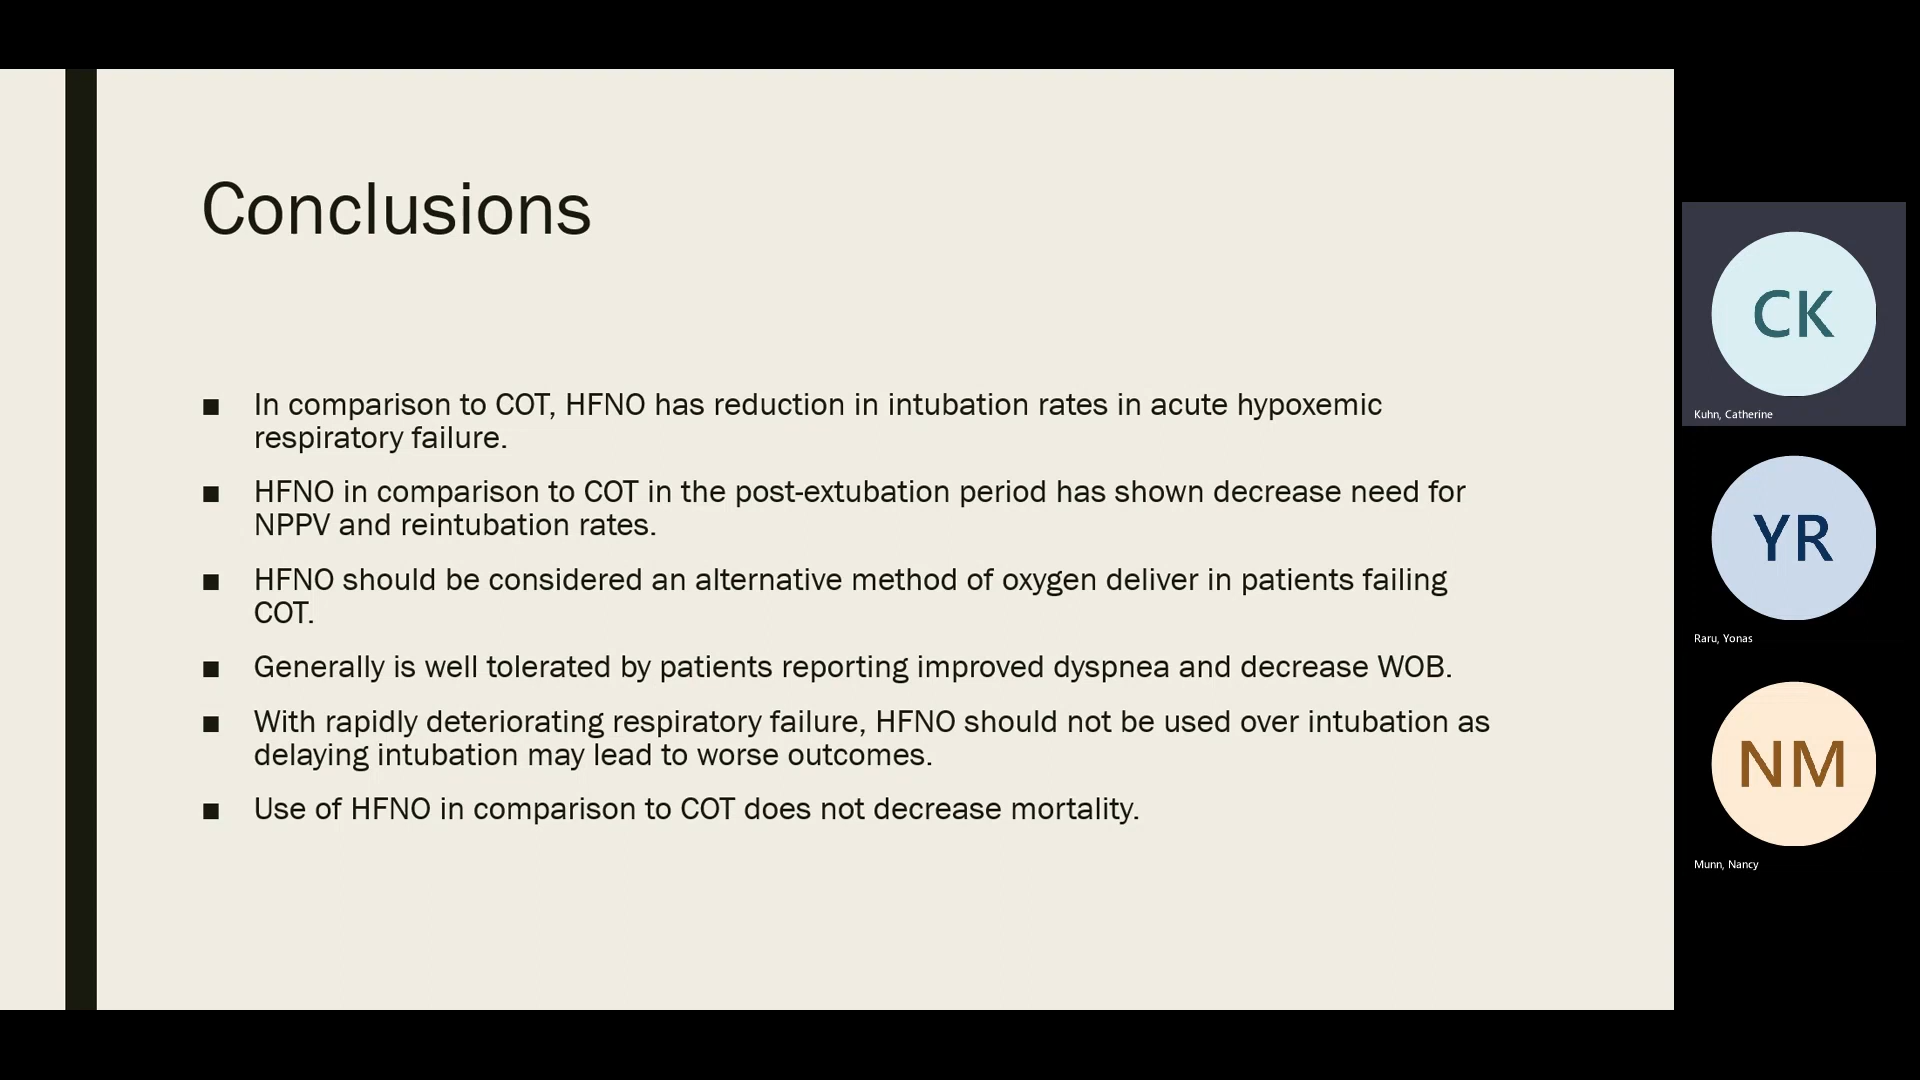 Conclusions
■ In comparison to COT, HFNO has reduction in intubation rates in acute hypoxemic
respiratory failure.
■ HFNO in comparison to COT in the post-extubation period has shown decrease need for
NPPV and reintubation rates.
■ HFNO should be considered an alternative method of oxygen deliver in patients failing
COT.
■ Generally is well tolerated by patients reporting improved dyspnea and decrease WOB.
■ With rapidly deteriorating respiratory failure, HFNO should not be used over intubation as
delaying intubation may lead to worse outcomes.
■ Use of HFNO in comparison to COT does not decrease mortality.
CK
Kuhn, Catherine
YR
Raru, Yonas
NM
Munn, Nancy